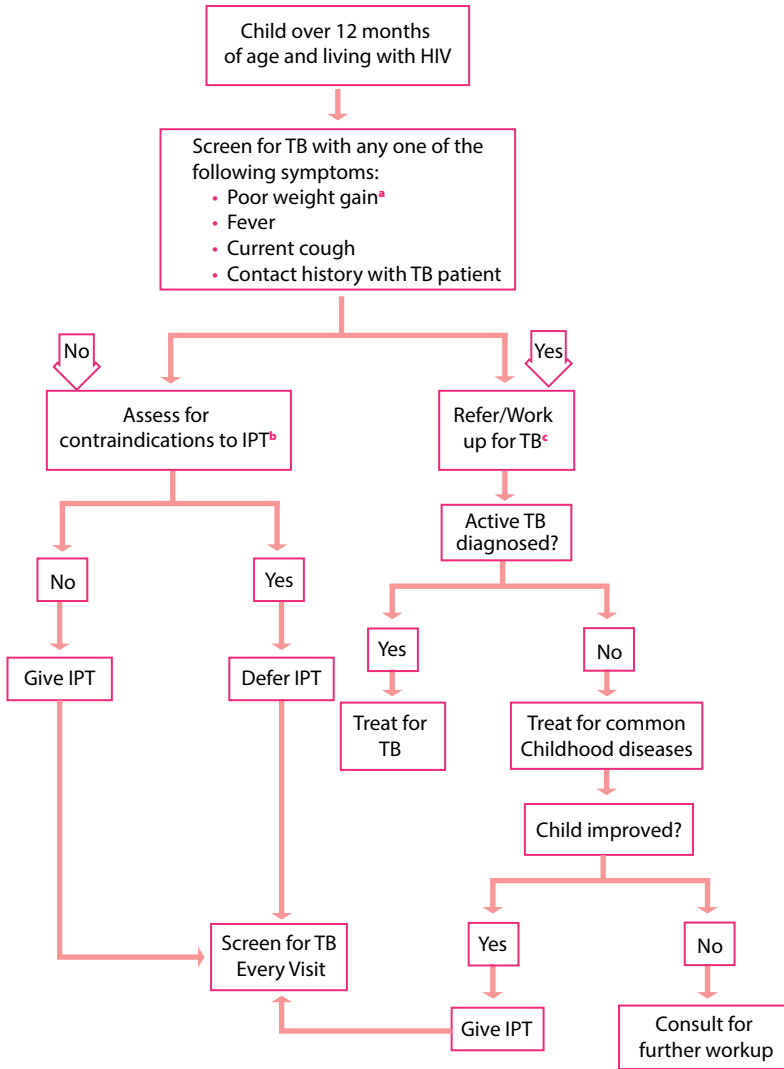 Child over 12 months
of age and living with HIV
Screen for TB with any one of the
following symptoms:
• Poor weight gainᵃ
• Fever
• Current cough
• Contact history with TB patient
No
Yes
Assess for
contraindications to IPTᵇ
Refer/Work
up for TBᶜ
Active TB
diagnosed?
No
Yes
Yes
No
Give IPT
Defer IPT
Treat for
TB
Treat for common
Childhood diseases
Child improved?
Screen for TB
Every Visit
Yes
No
Give IPT
Consult for
further workup